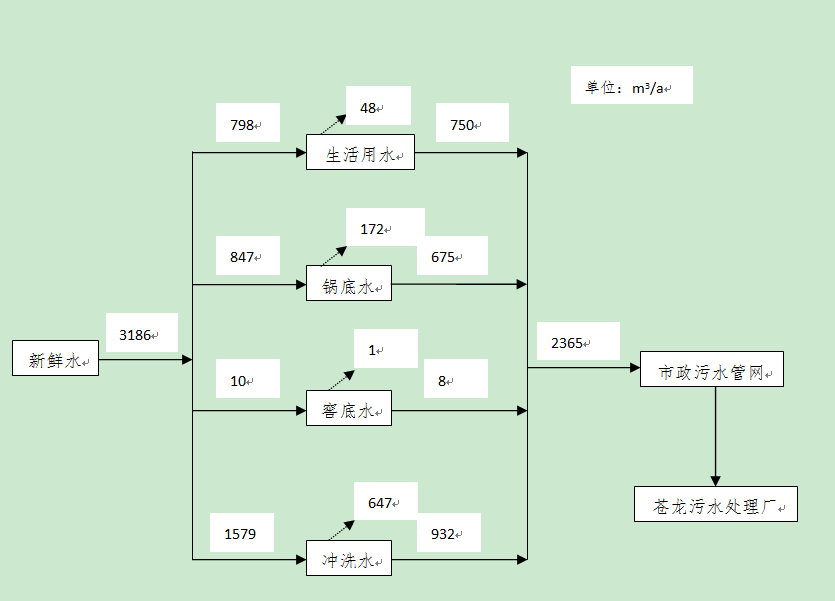 单位：m³/a
48
798
750
生活用水
172
847
675
锅底水
3186
新鲜水
1
10
8
窖底水
2365
市政污水管网
647
1579
932
冲洗水
苍龙污水处理厂